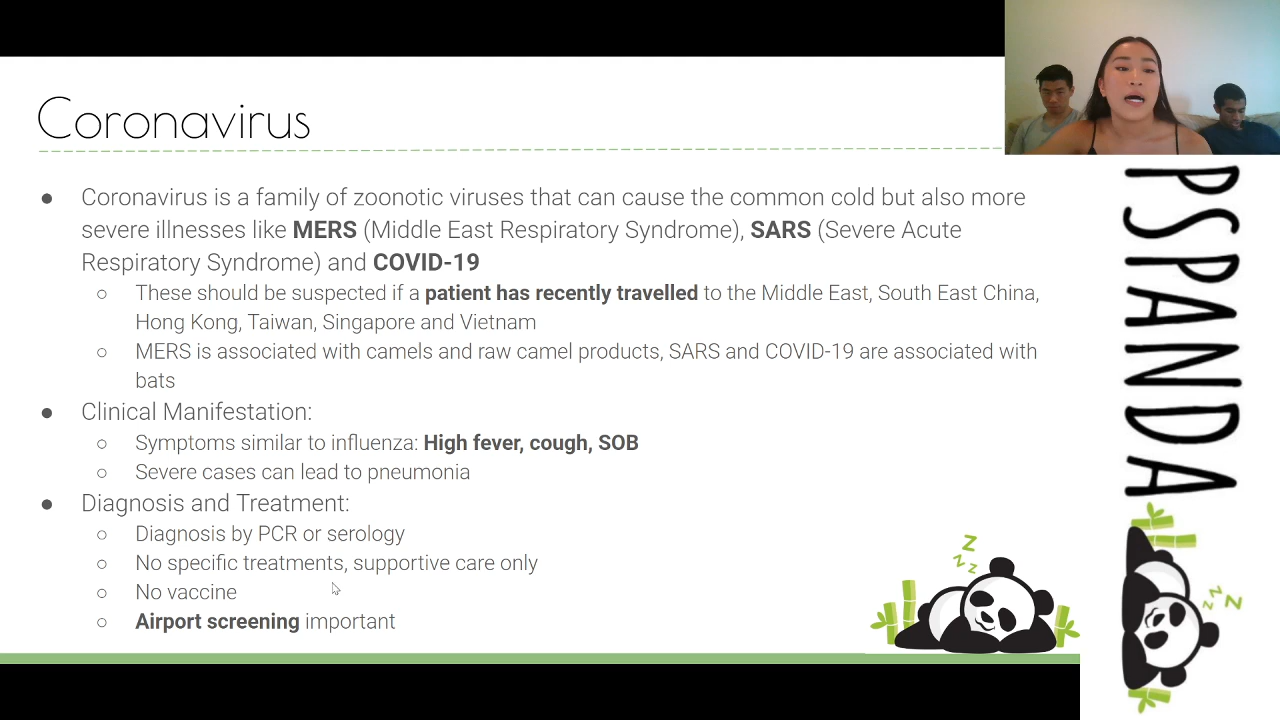 Coronavirus
● Coronavirus is a family of zoonotic viruses that can cause the common cold but also more
severe illnesses like MERS (Middle East Respiratory Syndrome), SARS (Severe Acute
Respiratory Syndrome) and COVID-19
○ These should be suspected if a patient has recently travelled to the Middle East, South East China,
Hong Kong, Taiwan, Singapore and Vietnam
○ MERS is associated with camels and raw camel products, SARS and COVID-19 are associated with
bats
● Clinical Manifestation:
○ Symptoms similar to influenza: High fever, cough, SOB
○ Severe cases can lead to pneumonia
● Diagnosis and Treatment:
○ Diagnosis by PCR or serology
○ No specific treatments, supportive care only
○ No vaccine
○ Airport screening important
z z z
PSPANDA
z z z